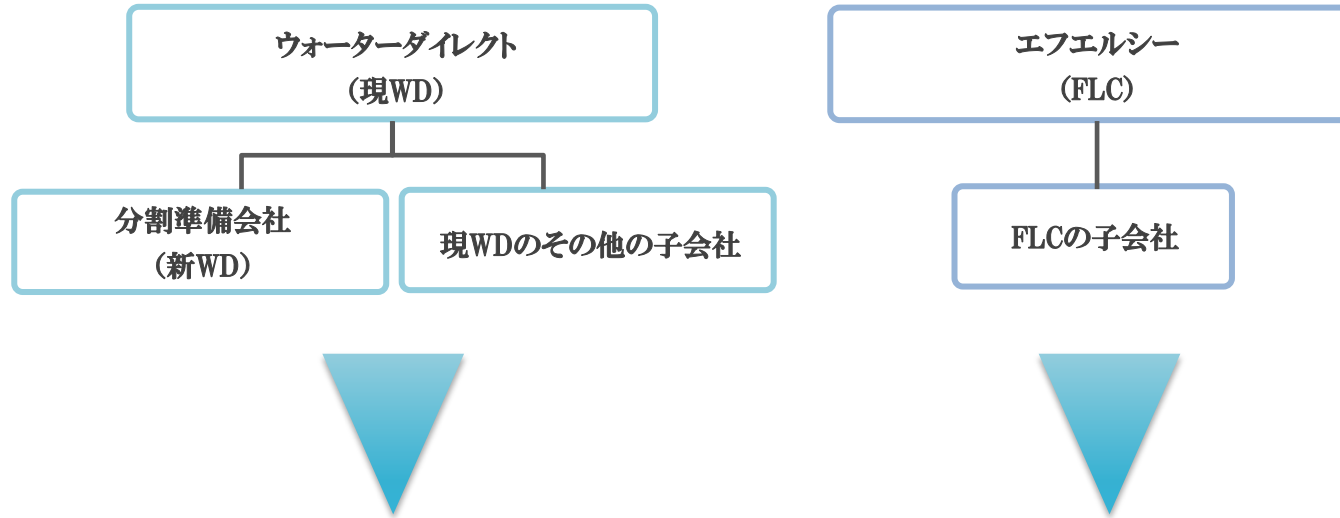 ウォーターダイレクト
（現WD）
エフエルシー
（FLC）
分割準備会社
（新WD）
現WDのその他の子会社
FLCの子会社